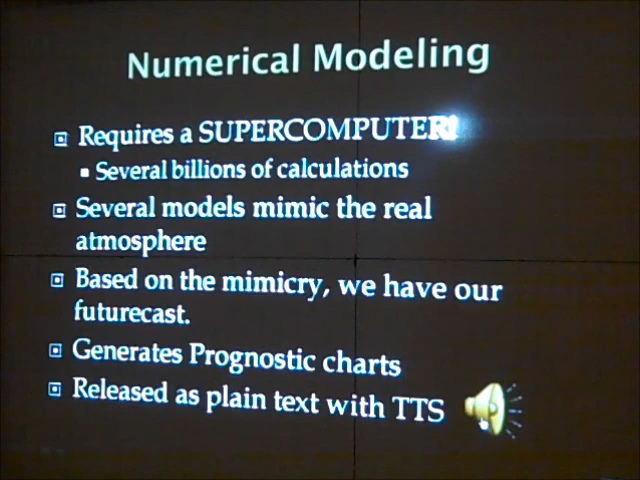 Numerical Modeling
Requires a SUPERCOMPUTER!
Several billions of calculations
Several models mimic the real
atmosphere
Based on the mimicry, we have our
futurecast.
Generates Prognostic charts
Released as plain text with TTS